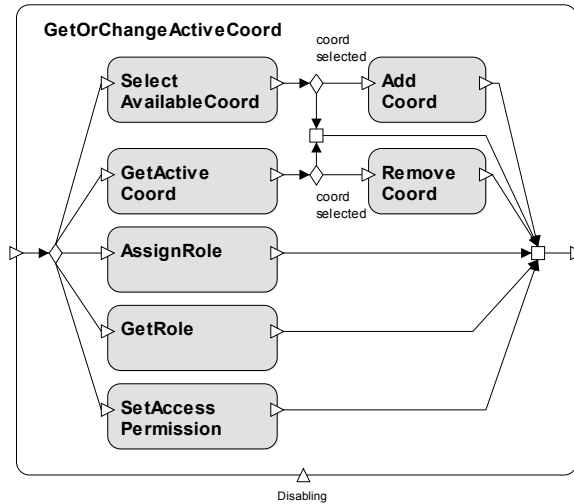 GetOrChangeActiveCoord
coord
selected
Select
AvailableCoord
Add
Coord
GetActive
Coord
Remove
Coord
coord
selected
AssignRole
GetRole
SetAccess
Permission
Disabling